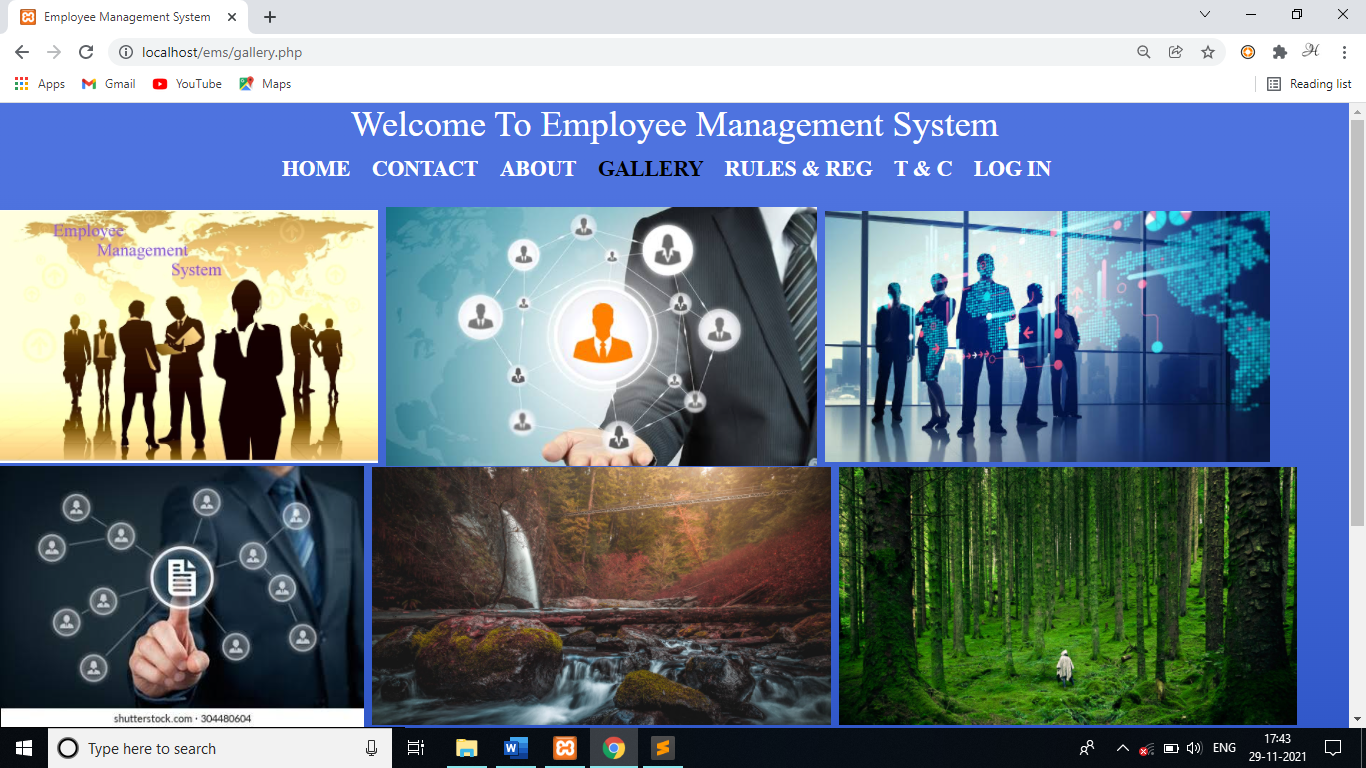 Employee Management System
localhost/ems/gallery.php
Apps Gmail YouTube Maps Reading list
Welcome To Employee Management System
HOME CONTACT ABOUT GALLERY RULES & REG T & C LOG IN
Employee
Management
System
shutterstock.com · 304480604
Type here to search
ENG
17:43
29-11-2021